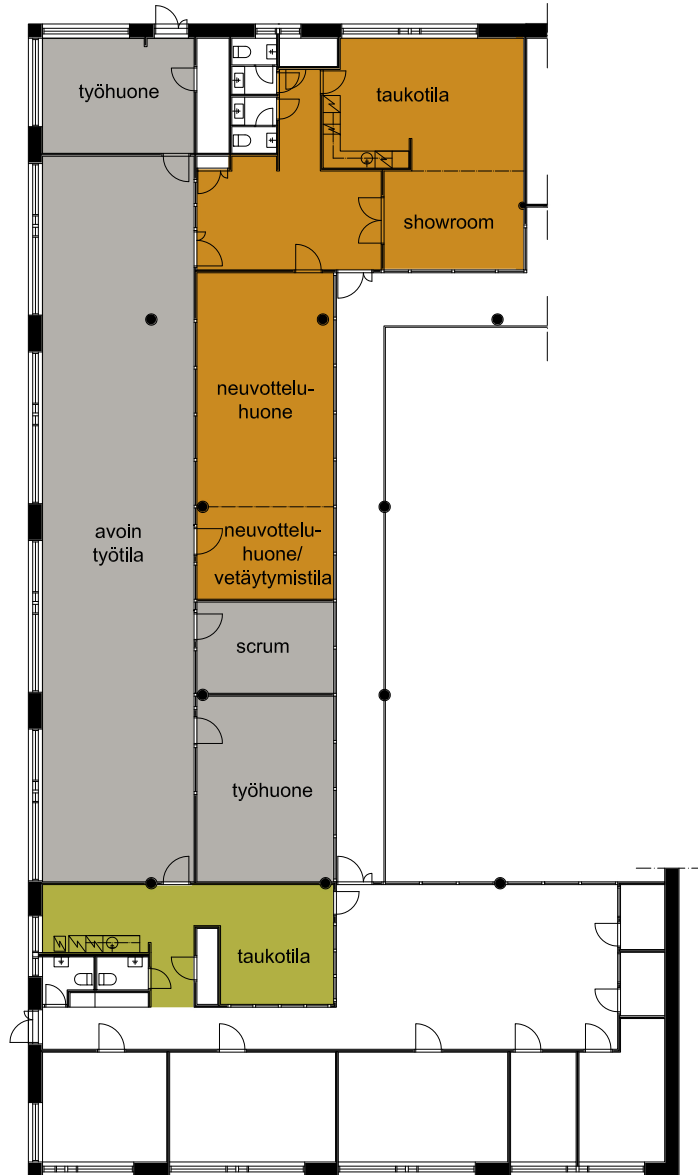 työhuone
taukotila
showroom
neuvottelu-
huone
avoin
työtila
neuvottelu-
huone/
vetäytymistila
scrum
työhuone
taukotila